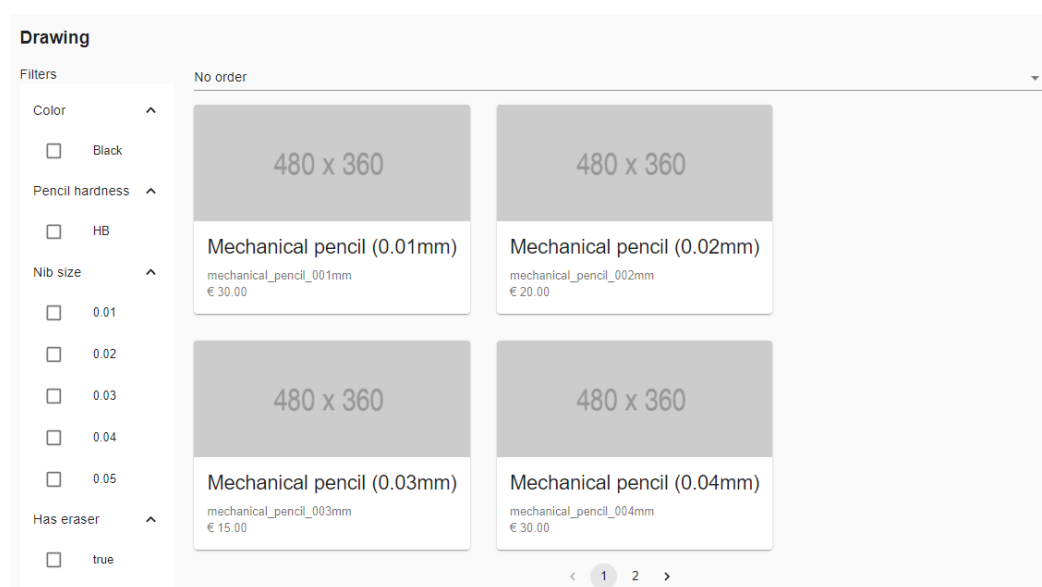 Drawing
Filters
Color
Black
Pencil hardness
HB
Nib size
0.01
0.02
0.03
0.04
0.05
Has eraser
true
No order
480 x 360
Mechanical pencil (0.01mm)
mechanical_pencil_001mm
€ 30.00
480 x 360
Mechanical pencil (0.02mm)
mechanical_pencil_002mm
€ 20.00
480 x 360
Mechanical pencil (0.03mm)
mechanical_pencil_003mm
€ 15.00
480 x 360
Mechanical pencil (0.04mm)
mechanical_pencil_004mm
€ 30.00
1 2